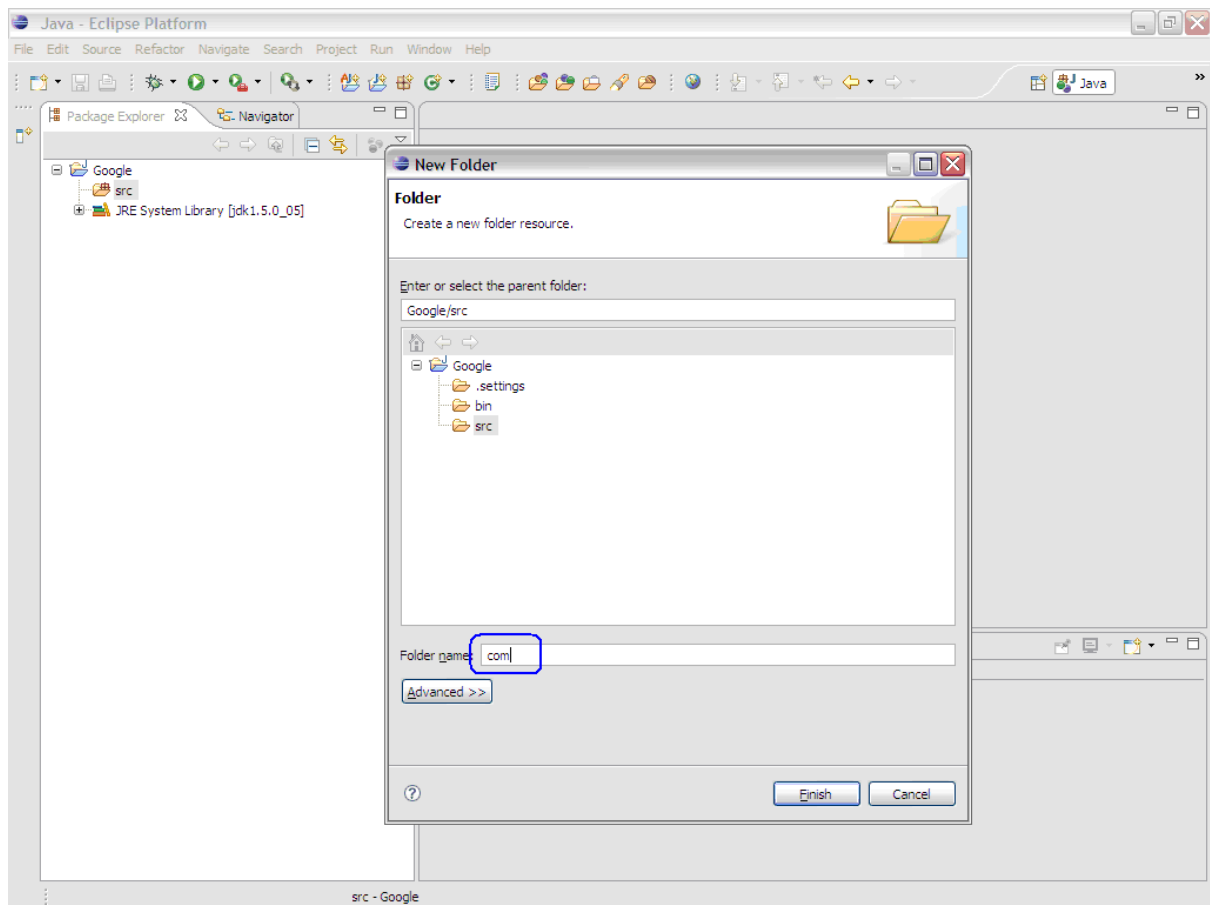 Java - Eclipse Platform
File Edit Source Refactor Navigate Search Project Run Window Help
Java
Package Explorer Navigator
Google
src
JRE System Library [jdk1.5.0_05]
New Folder
Folder
Create a new folder resource.
Enter or select the parent folder:
Google/src
Google
.settings
bin
src
Folder name: com
Advanced >>
Finish Cancel
src - Google